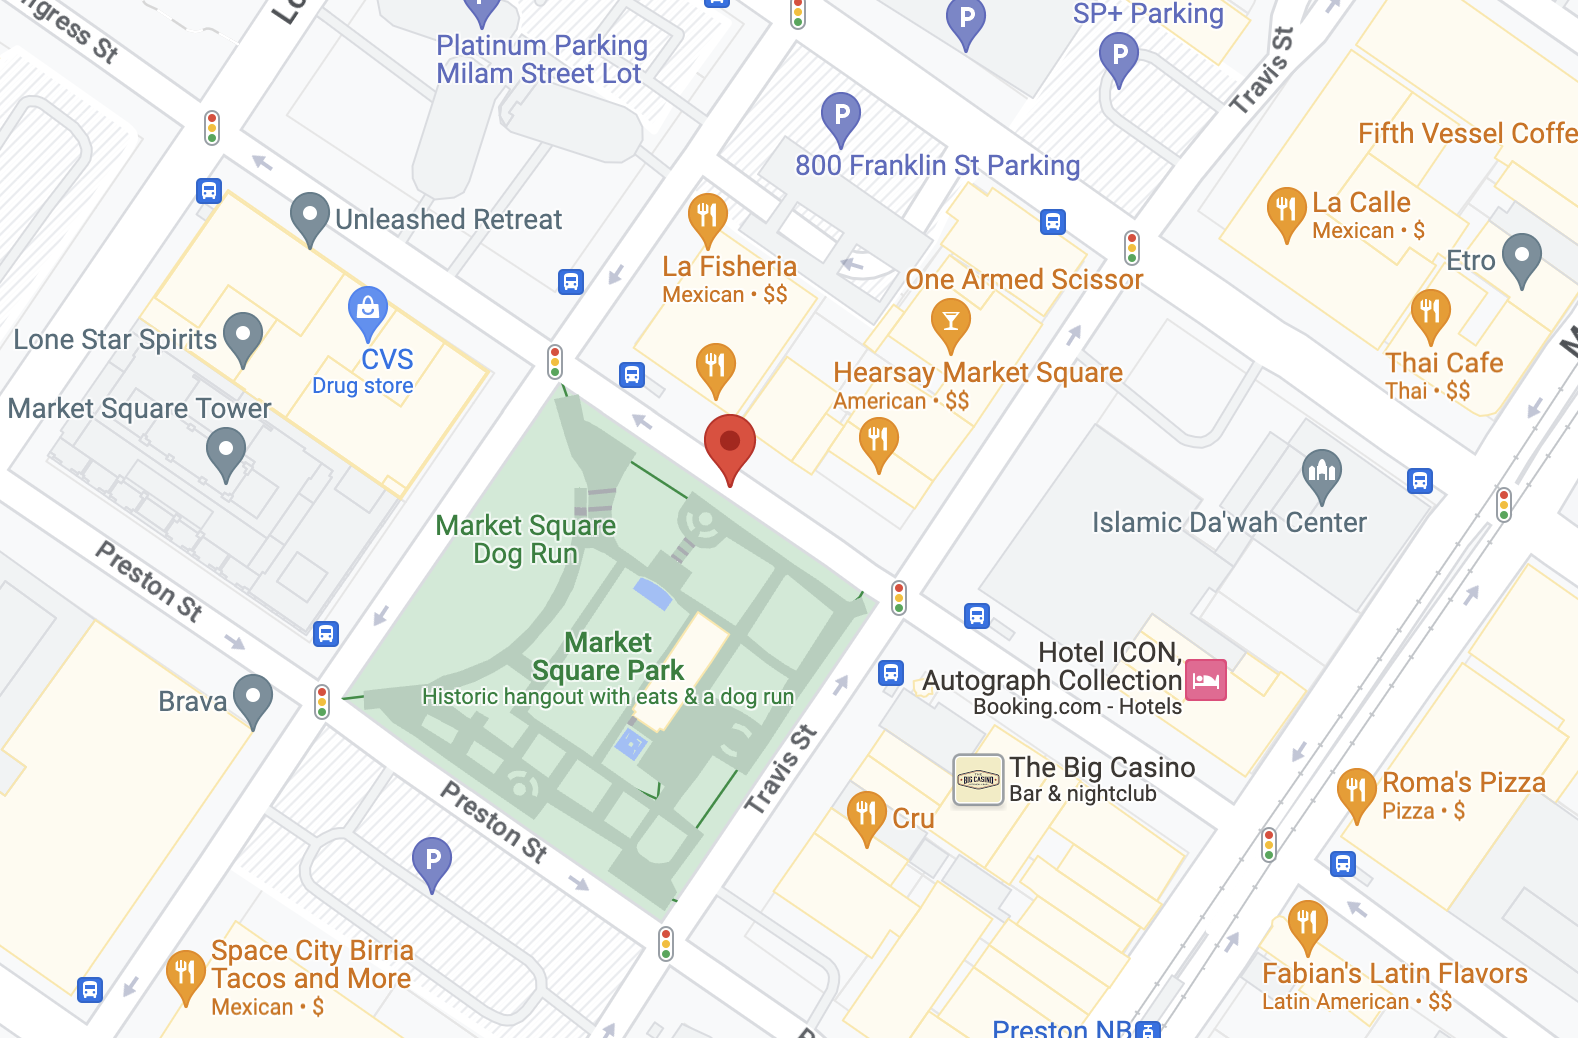 ngress St
Lo
Platinum Parking
Milam Street Lot
P
P
SP+ Parking
P
Travis St
P
800 Franklin St Parking
Fifth Vessel Coffe
Unleashed Retreat
La Fisheria
Mexican • $$
La Calle
Mexican • $
Etro
One Armed Scissor
Lone Star Spirits
CVS
Drug store
Hearsay Market Square
American • $$
Thai Cafe
Thai • $$
M
Market Square Tower
Market Square
Dog Run
Islamic Da'wah Center
Preston St
Market
Square Park
Historic hangout with eats & a dog run
Hotel ICON,
Autograph Collection
Booking.com - Hotels
Brava
Travis St
The Big Casino
Bar & nightclub
BIG CASINO
Roma's Pizza
Pizza • $
Cru
Preston St
P
Space City Birria
Tacos and More
Mexican • $
Fabian's Latin Flavors
Latin American • $$
Preston NB